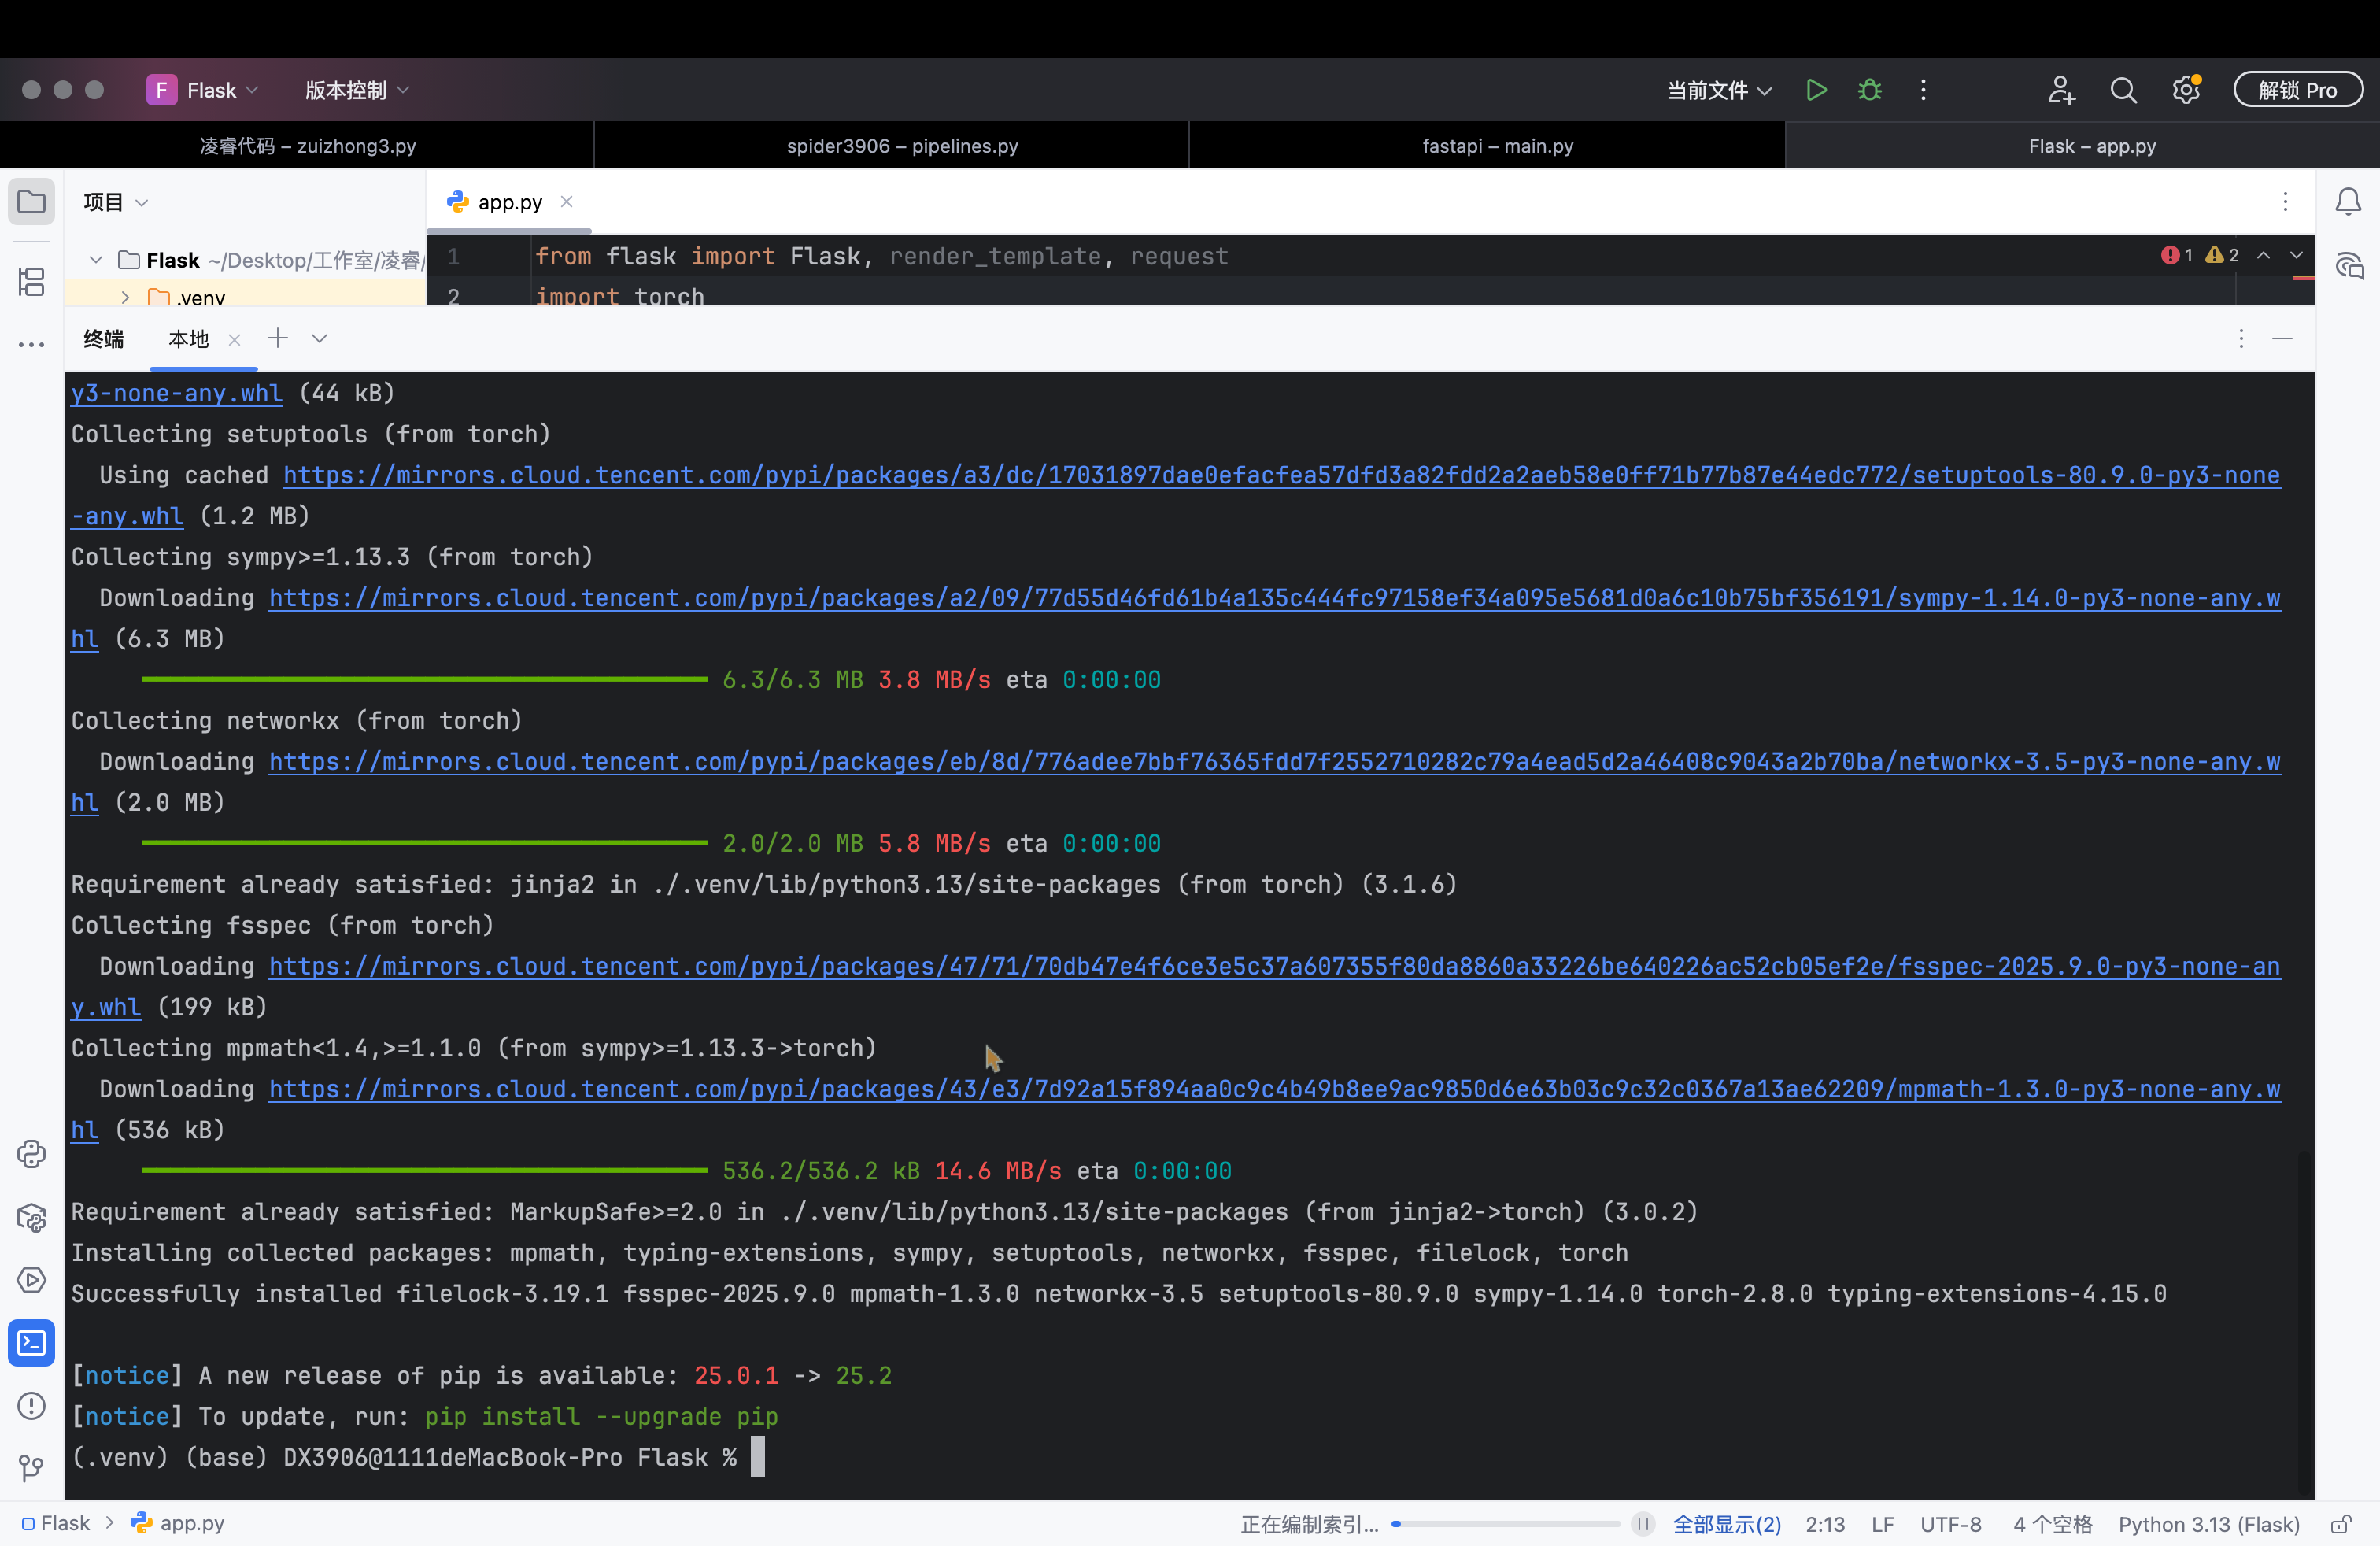 F Flask 版本控制 当前文件 解锁 Pro
凌睿代码 – zuizhong3.py spider3906 – pipelines.py fastapi – main.py Flask – app.py
项目 app.py
Flask ~/Desktop/工作室/凌睿/
.venv
1 from flask import Flask, render_template, request 1 2
2 import torch
终端 本地
y3-none-any.whl (44 kB)
Collecting setuptools (from torch)
Using cached https://mirrors.cloud.tencent.com/pypi/packages/a3/dc/17031897dae0efacfea57dfd3a82fdd2a2aeb58e0ff71b77b87e44edc772/setuptools-80.9.0-py3-none
-any.whl (1.2 MB)
Collecting sympy>=1.13.3 (from torch)
Downloading https://mirrors.cloud.tencent.com/pypi/packages/a2/09/77d55d46fd61b4a135c444fc97158ef34a095e5681d0a6c10b75bf356191/sympy-1.14.0-py3-none-any.w
hl (6.3 MB)
6.3/6.3 MB 3.8 MB/s eta 0:00:00
Collecting networkx (from torch)
Downloading https://mirrors.cloud.tencent.com/pypi/packages/eb/8d/776adee7bbf76365fdd7f2552710282c79a4ead5d2a46408c9043a2b70ba/networkx-3.5-py3-none-any.w
hl (2.0 MB)
2.0/2.0 MB 5.8 MB/s eta 0:00:00
Requirement already satisfied: jinja2 in ./.venv/lib/python3.13/site-packages (from torch) (3.1.6)
Collecting fsspec (from torch)
Downloading https://mirrors.cloud.tencent.com/pypi/packages/47/71/70db47e4f6ce3e5c37a607355f80da8860a33226be640226ac52cb05ef2e/fsspec-2025.9.0-py3-none-an
y.whl (199 kB)
Collecting mpmath<1.4,>=1.1.0 (from sympy>=1.13.3->torch)
Downloading https://mirrors.cloud.tencent.com/pypi/packages/43/e3/7d92a15f894aa0c9c4b49b8ee9ac9850d6e63b03c9c32c0367a13ae62209/mpmath-1.3.0-py3-none-any.w
hl (536 kB)
536.2/536.2 kB 14.6 MB/s eta 0:00:00
Requirement already satisfied: MarkupSafe>=2.0 in ./.venv/lib/python3.13/site-packages (from jinja2->torch) (3.0.2)
Installing collected packages: mpmath, typing-extensions, sympy, setuptools, networkx, fsspec, filelock, torch
Successfully installed filelock-3.19.1 fsspec-2025.9.0 mpmath-1.3.0 networkx-3.5 setuptools-80.9.0 sympy-1.14.0 torch-2.8.0 typing-extensions-4.15.0
[notice] A new release of pip is available: 25.0.1 -> 25.2
[notice] To update, run: pip install --upgrade pip
(.venv) (base) DX3906@1111deMacBook-Pro Flask %
Flask > app.py 正在编制索引... 全部显示(2) 2:13 LF UTF-8 4 个空格 Python 3.13 (Flask)